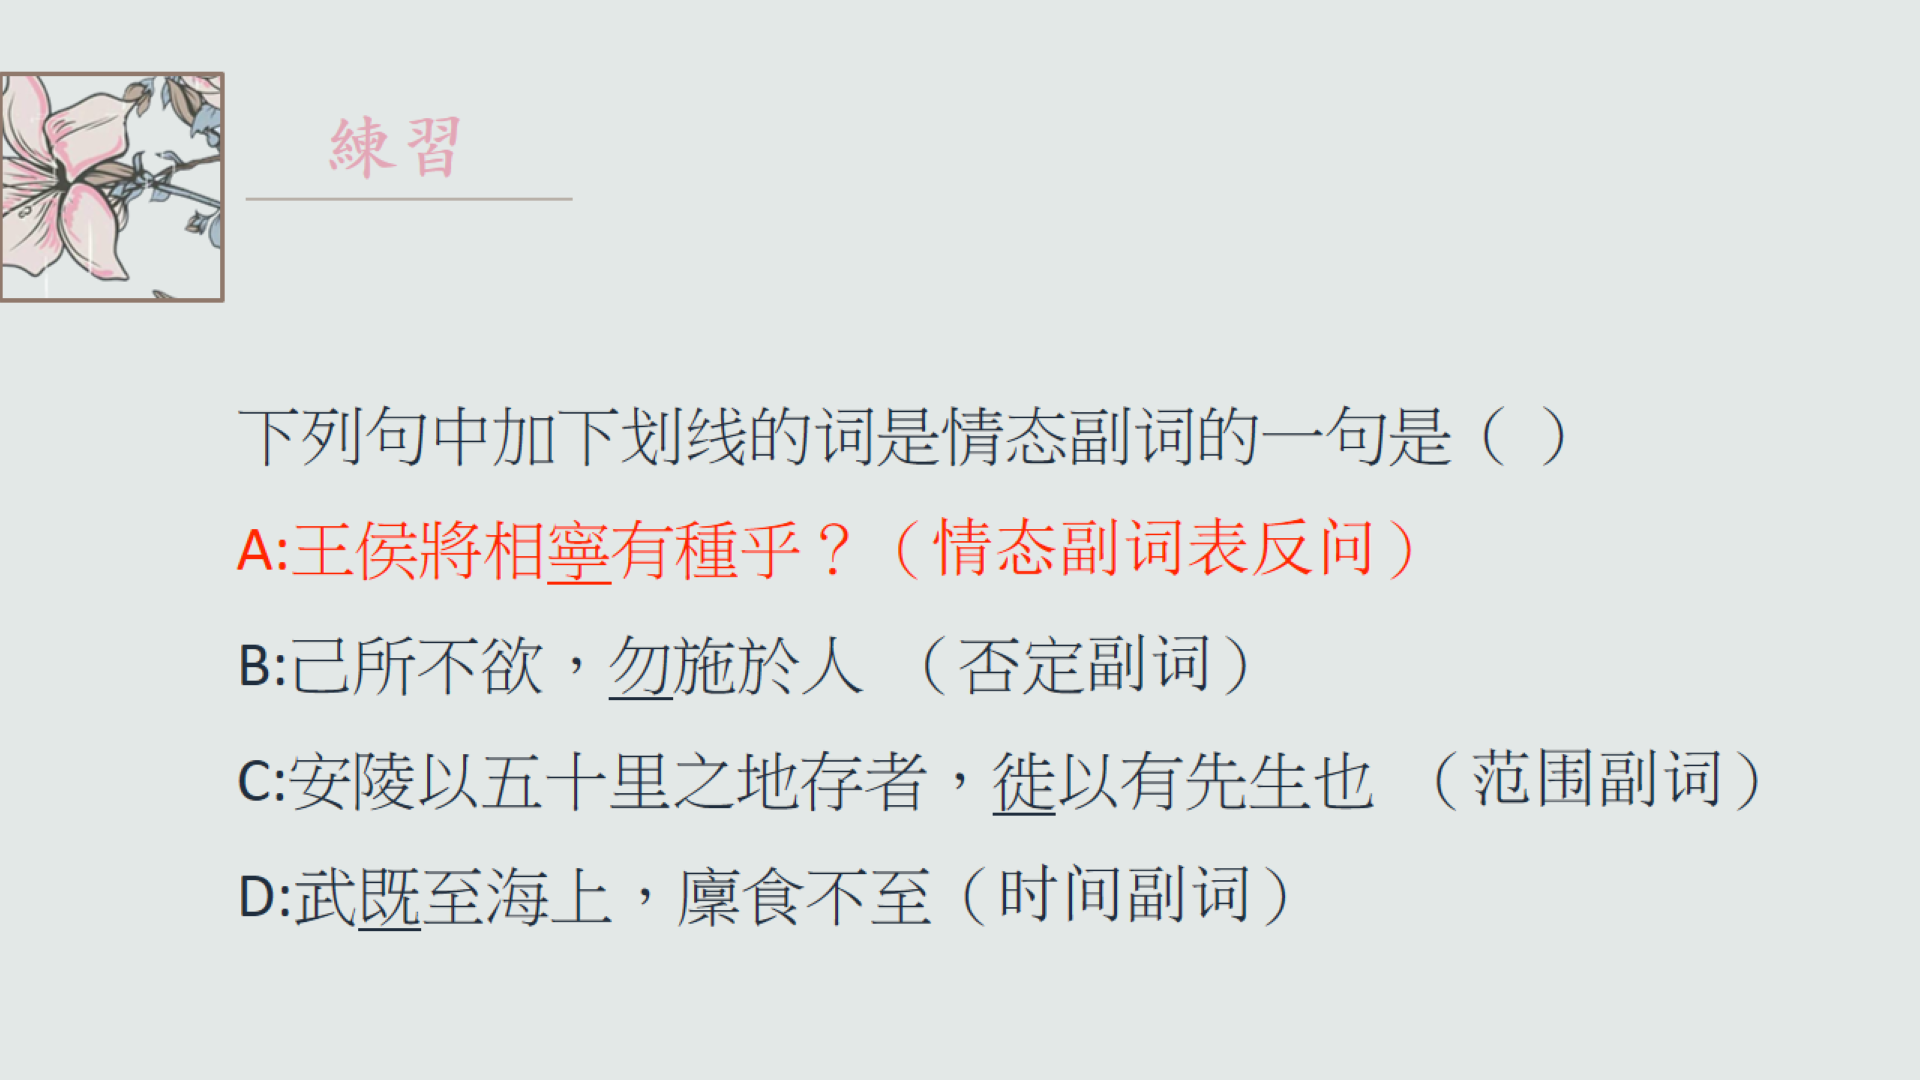 練習
下列句中加下划线的词是情态副词的一句是（ ）
A:王侯將相寧有種乎？（情态副词表反问）
B:己所不欲，勿施於人 （否定副词）
C:安陵以五十里之地存者，徙以有先生也 （范围副词）
D:武既至海上，廩食不至（时间副词）